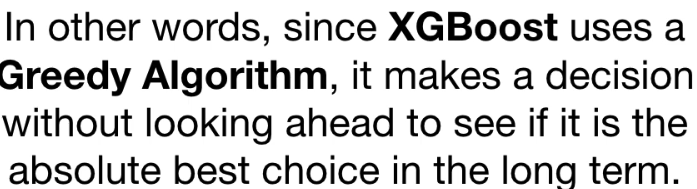 In other words, since XGBoost uses a
Greedy Algorithm, it makes a decision
without looking ahead to see if it is the
absolute best choice in the long term.